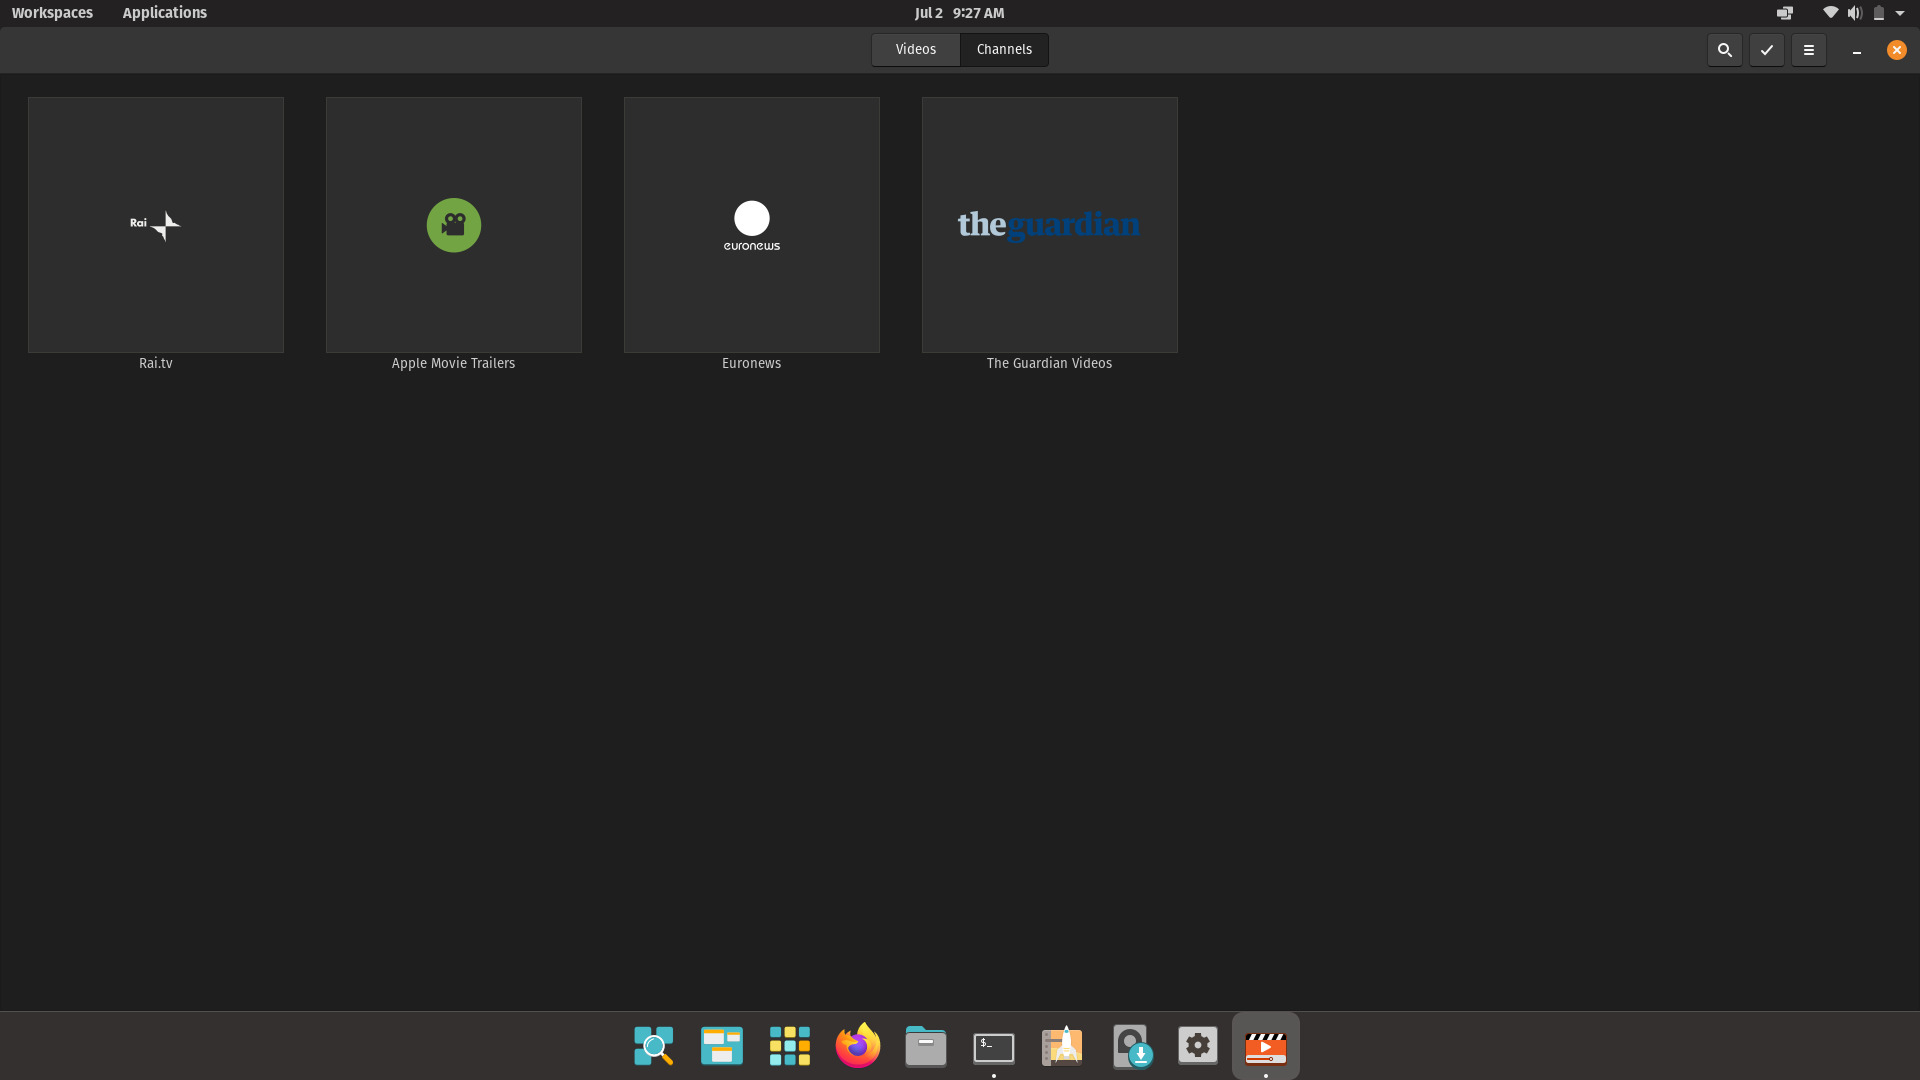 Workspaces Applications Jul 2 9:27 AM
Videos Channels
Rai
euronews
theguardian
Rai.tv Apple Movie Trailers Euronews The Guardian Videos
$_